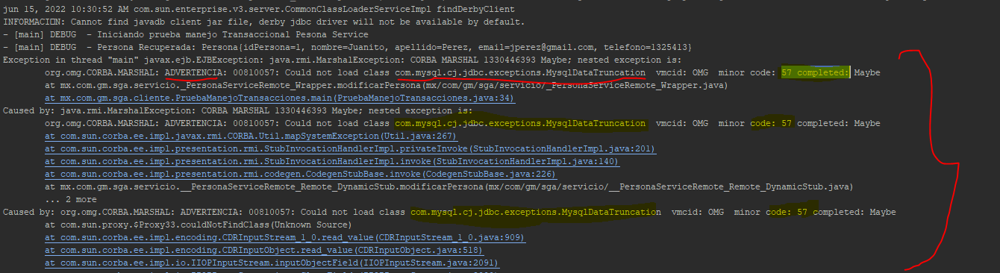 jun 15, 2022 10:30:52 AM com.sun.enterprise.v3.server.CommonClassLoaderServiceImpl findDerbyClient
INFORMACIÓN: Cannot find javadb client jar file, derby jdbc driver will not be available by default.
- [main] DEBUG  - Iniciando prueba manejo Transaccional Pesona Service
- [main] DEBUG  - Persona Recuperada: Persona{idPersona=1, nombre=Juanito, apellido=Perez, email=jperez@gmail.com, telefono=1325413}
Exception in thread "main" javax.ejb.EJBException: java.rmi.MarshalException: CORBA MARSHAL 1330446393 Maybe; nested exception is:
org.omg.CORBA.MARSHAL: ADVERTENCIA: 00810057: Could not load class com.mysql.cj.jdbc.exceptions.MysqlDataTruncation  vmcid: OMG  minor code: 57 completed: Maybe
at mx.com.gm.sga.servicio._PersonaServiceRemote_Wrapper.modificarPersona(mx/com/gm/sga/servicio/_PersonaServiceRemote_Wrapper.java)
at mx.com.gm.sga.cliente.PruebaManejoTransacciones.main(PruebaManejoTransacciones.java:34)
Caused by: java.rmi.MarshalException: CORBA MARSHAL 1330446393 Maybe; nested exception is:
org.omg.CORBA.MARSHAL: ADVERTENCIA: 00810057: Could not load class com.mysql.cj.jdbc.exceptions.MysqlDataTruncation  vmcid: OMG  minor code: 57 completed: Maybe
at com.sun.corba.ee.impl.javax.rmi.CORBA.Util.mapSystemException(Util.java:267)
at com.sun.corba.ee.impl.presentation.rmi.StubInvocationHandlerImpl.privateInvoke(StubInvocationHandlerImpl.java:201)
at com.sun.corba.ee.impl.presentation.rmi.StubInvocationHandlerImpl.invoke(StubInvocationHandlerImpl.java:140)
at com.sun.corba.ee.impl.presentation.rmi.codegen.CodegenStubBase.invoke(CodegenStubBase.java:226)
at mx.com.gm.sga.servicio.__PersonaServiceRemote_Remote_DynamicStub.modificarPersona(mx/com/gm/sga/servicio/__PersonaServiceRemote_Remote_DynamicStub.java)
... 2 more
Caused by: org.omg.CORBA.MARSHAL: ADVERTENCIA: 00810057: Could not load class com.mysql.cj.jdbc.exceptions.MysqlDataTruncation  vmcid: OMG  minor code: 57 completed: Maybe
at com.sun.proxy.$Proxy33.couldNotFindClass(Unknown Source)
at com.sun.corba.ee.impl.encoding.CDRInputStream_1_0.read_value(CDRInputStream_1_0.java:909)
at com.sun.corba.ee.impl.encoding.CDRInputObject.read_value(CDRInputObject.java:518)
at com.sun.corba.ee.impl.io.IIOPInputStream.inputObjectField(IIOPInputStream.java:2091)